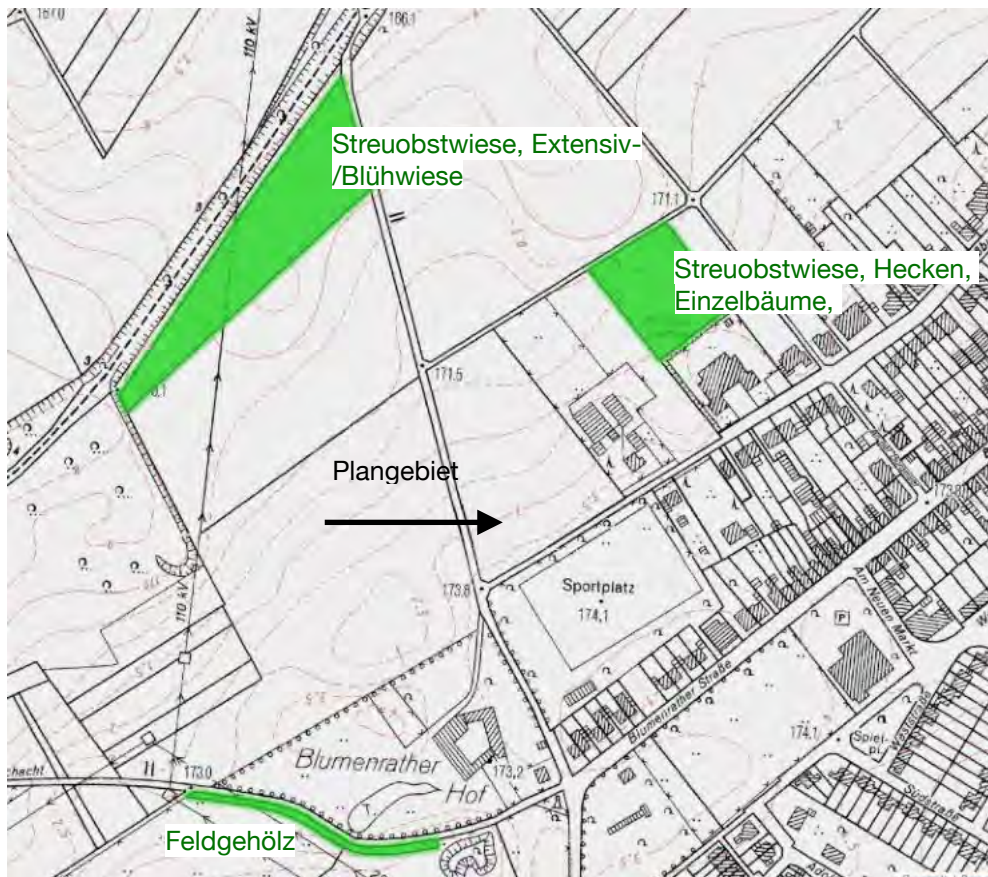 110 kV
186.1
Streuobstwiese, Extensiv-
/Blühwiese
171.1
Streuobstwiese, Hecken,
Einzelbäume,
171.5
Plangebiet
173.8
Sportplatz
174.1
110 kV
Am Neuen Markt
P
Blumenrather Straße
174.1
Spielpl.
Blumenrather
Hof
173.2
173.0
Feldgehölz